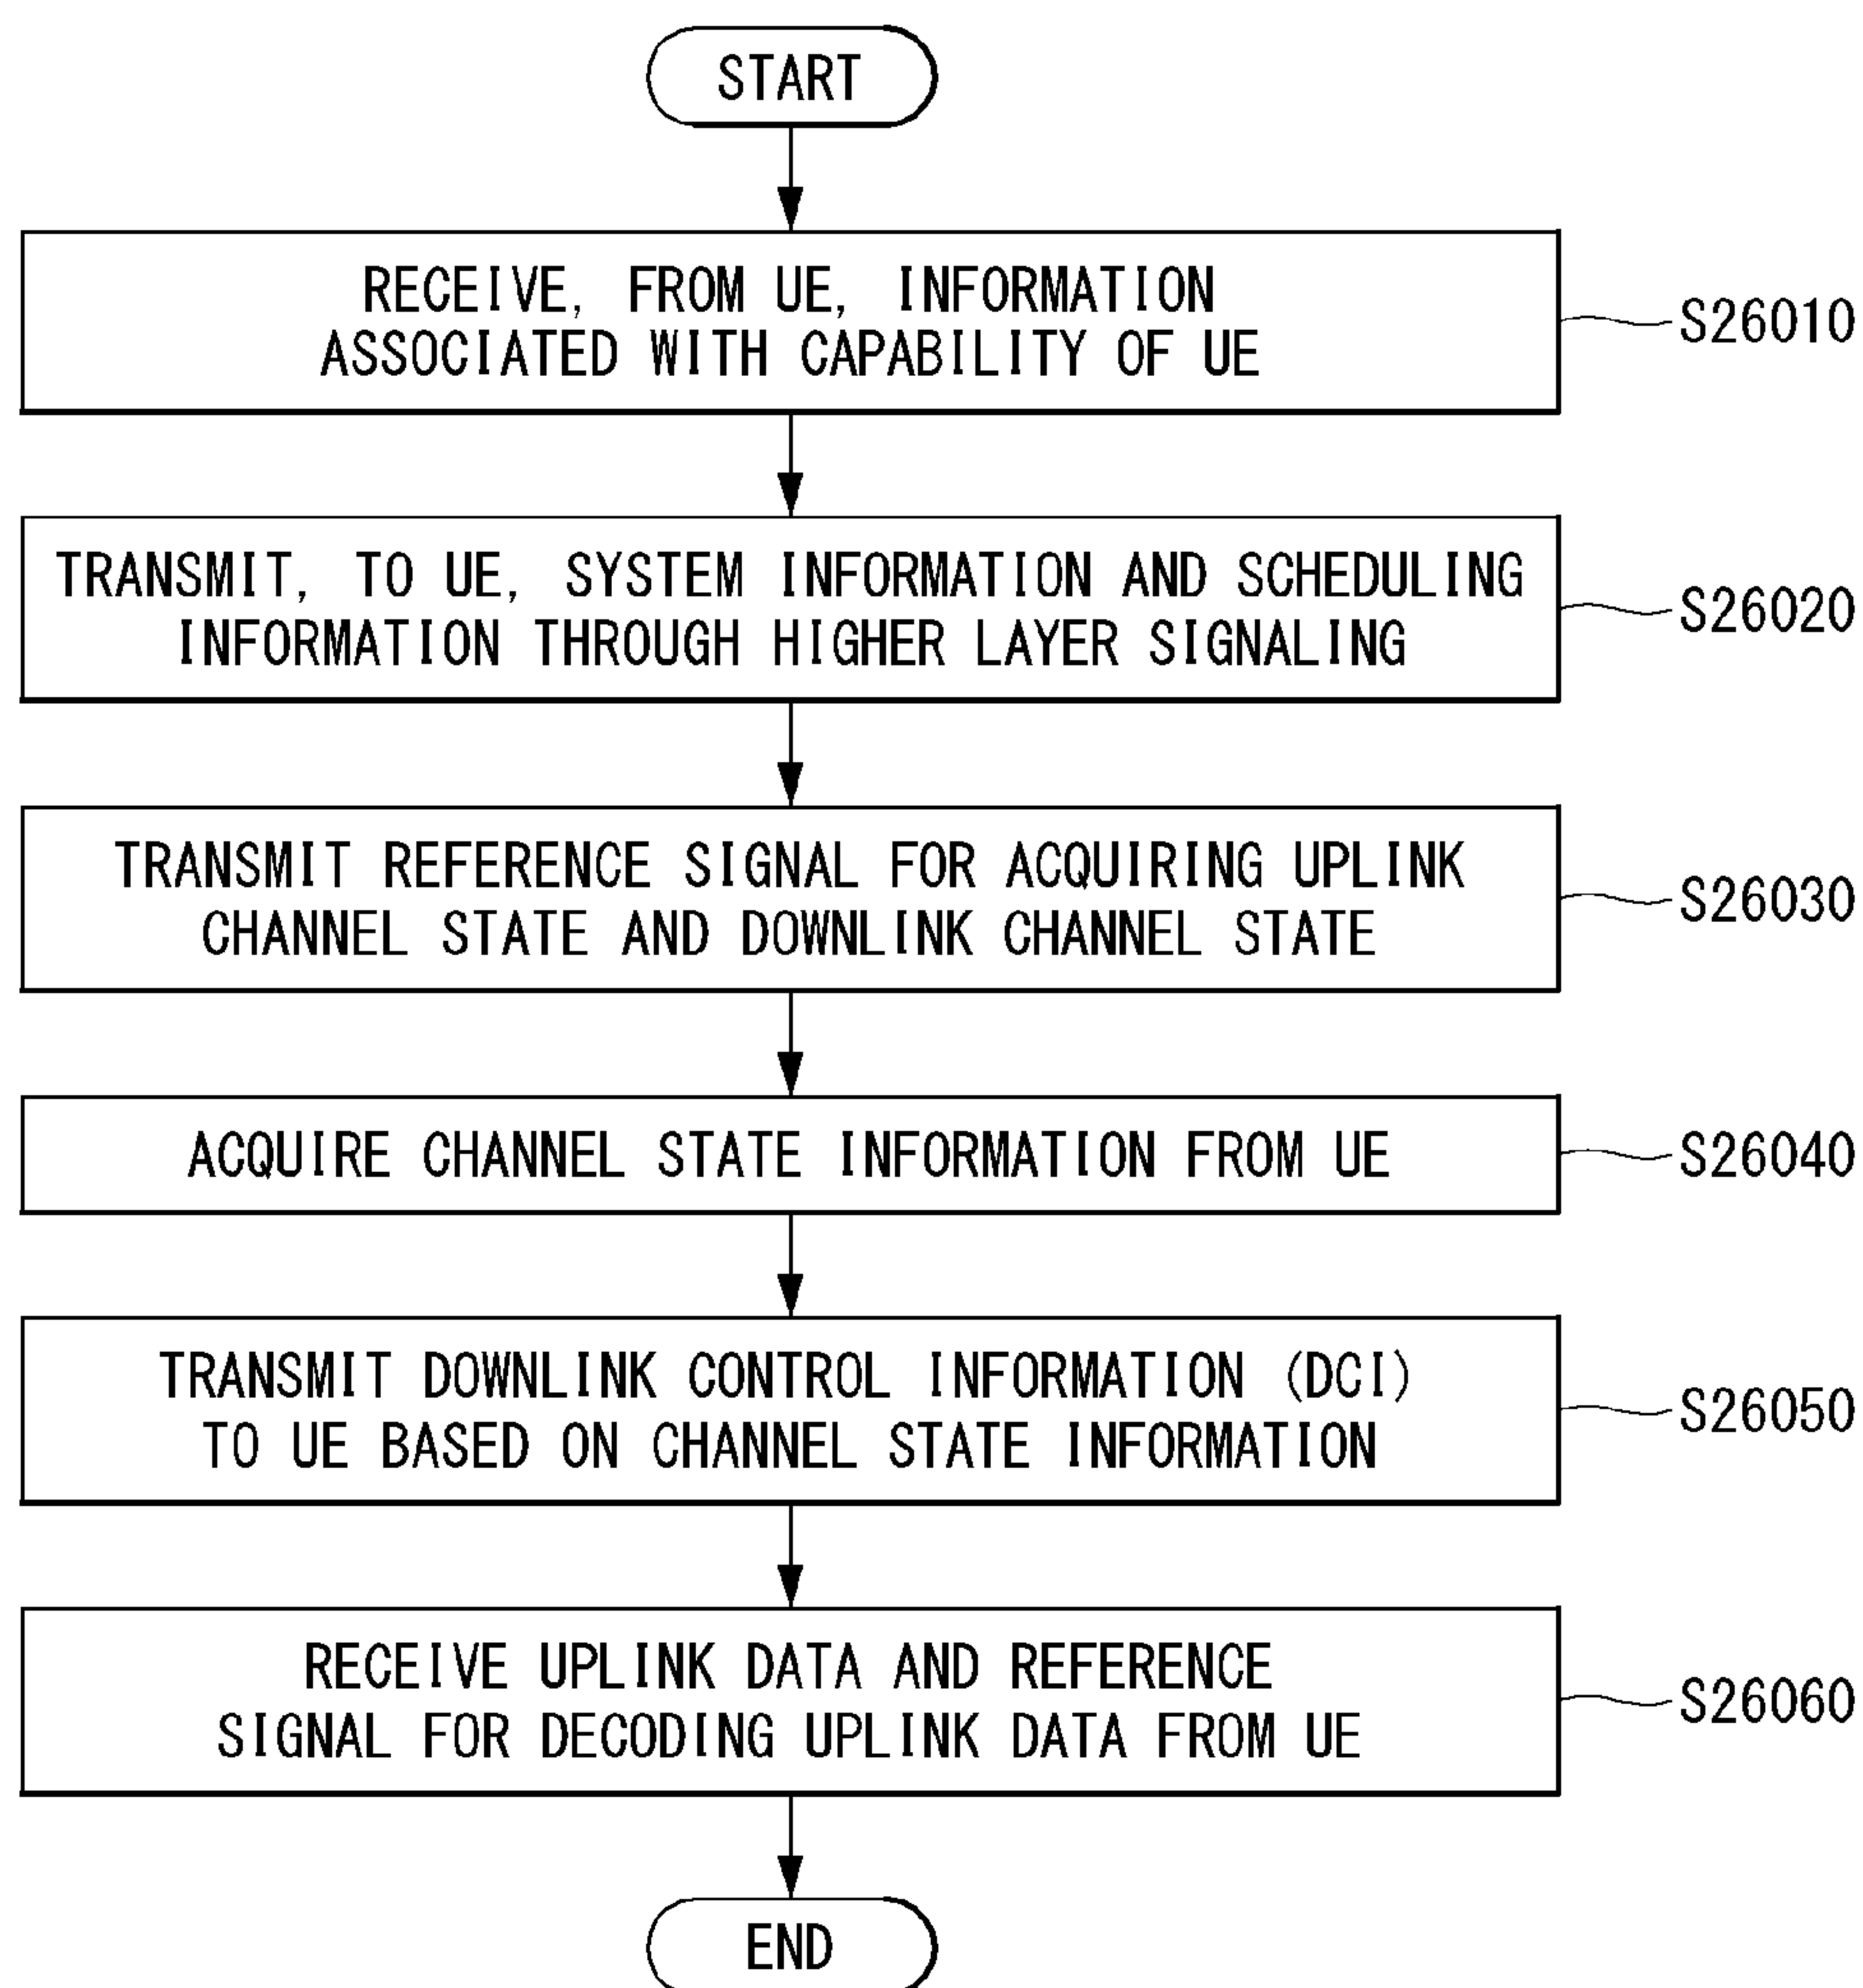 START
RECEIVE, FROM UE, INFORMATION
ASSOCIATED WITH CAPABILITY OF UE
S26010
TRANSMIT, TO UE, SYSTEM INFORMATION AND SCHEDULING
INFORMATION THROUGH HIGHER LAYER SIGNALING
S26020
TRANSMIT REFERENCE SIGNAL FOR ACQUIRING UPLINK
CHANNEL STATE AND DOWNLINK CHANNEL STATE
S26030
ACQUIRE CHANNEL STATE INFORMATION FROM UE
S26040
TRANSMIT DOWNLINK CONTROL INFORMATION (DCI)
TO UE BASED ON CHANNEL STATE INFORMATION
S26050
RECEIVE UPLINK DATA AND REFERENCE
SIGNAL FOR DECODING UPLINK DATA FROM UE
S26060
END